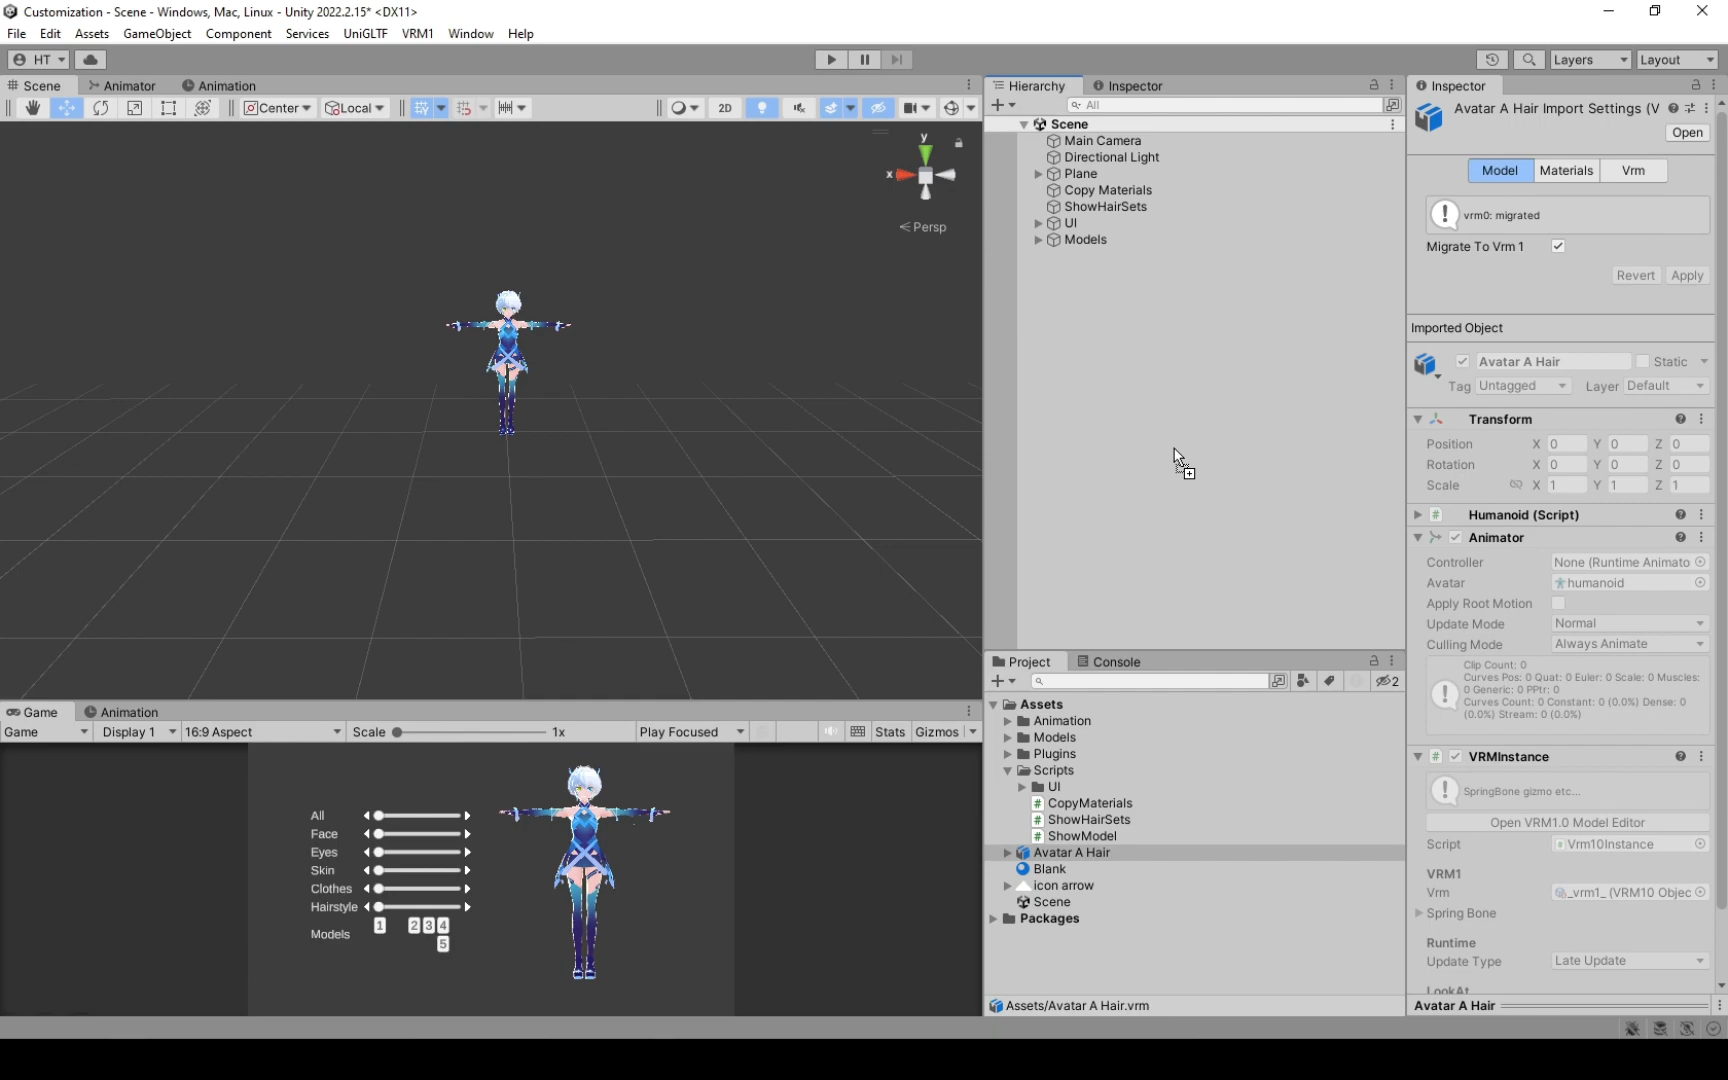 Customization - Scene - Windows, Mac, Linux - Unity 2022.2.15* <DX11>
File Edit Assets GameObject Component Services UniGLTF VRM1 Window Help
HT Layers Layout
Scene Animator Animation
Center Local 2D
y
x
Persp
Hierarchy Inspector
All
Scene
Main Camera
Directional Light
Plane
Copy Materials
ShowHairSets
UI
Models
Game Animation
Game Display 1 16:9 Aspect Scale 1x Play Focused Stats Gizmos
All
Face
Eyes
Skin
Clothes
Hairstyle
Models 1 2 3 4
5
Project Console
2
Assets
Animation
Models
Plugins
Scripts
UI
CopyMaterials
ShowHairSets
ShowModel
Avatar A Hair
Blank
icon arrow
Scene
Packages
Assets/Avatar A Hair.vrm
Inspector
Avatar A Hair Import Settings (V
Open
Model Materials Vrm
vrm0: migrated
Migrate To Vrm 1
Revert Apply
Imported Object
Avatar A Hair Static
Tag Untagged Layer Default
Transform
Position X 0 Y 0 Z 0
Rotation X 0 Y 0 Z 0
Scale X 1 Y 1 Z 1
# Humanoid (Script)
Animator
Controller None (Runtime Animato
Avatar humanoid
Apply Root Motion
Update Mode Normal
Culling Mode Always Animate
Clip Count: 0
Curves Pos: 0 Quat: 0 Euler: 0 Scale: 0 Muscles:
0 Generic: 0 PPtr: 0
Curves Count: 0 Constant: 0 (0.0%) Dense: 0
(0.0%) Stream: 0 (0.0%)
# VRMInstance
SpringBone gizmo etc...
Open VRM1.0 Model Editor
Script Vrm10Instance
VRM1
Vrm _vrm1_ (VRM10 Objec
Spring Bone
Runtime
Update Type Late Update
LookAt
Avatar A Hair